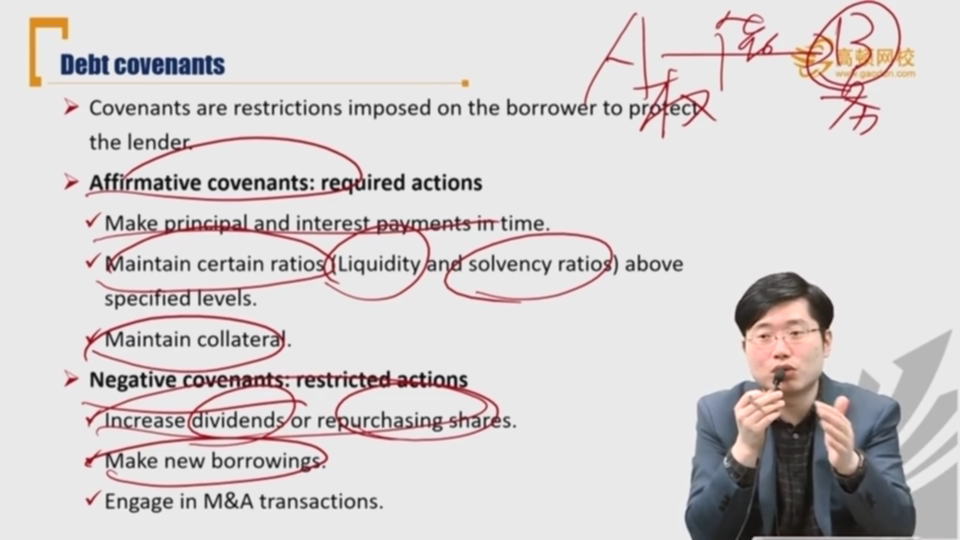 Debt covenants
A 债 B
权 务
高顿网校
www.gaodun.com
Covenants are restrictions imposed on the borrower to protect
the lender.
Affirmative covenants: required actions
Make principal and interest payments in time.
Maintain certain ratios (Liquidity and solvency ratios) above
specified levels.
Maintain collateral.
Negative covenants: restricted actions
Increase dividends or repurchasing shares.
Make new borrowings.
Engage in M&A transactions.